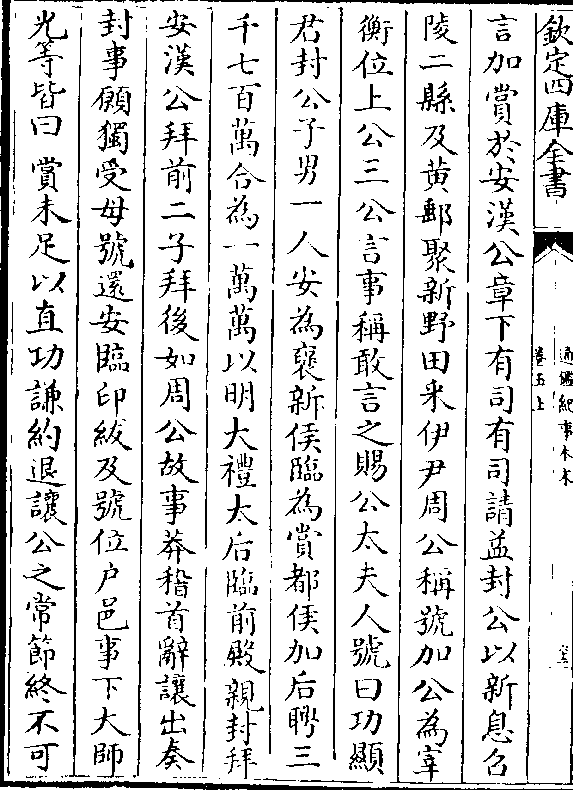 欽定四庫全書
通鑑紀事本末
卷五上
言加賞於安漢公章下有司有司請益封公以新息召
陵二縣及黄郵聚新野田采伊尹周公稱號加公為宰
衡位上公三公言事稱敢言之賜公太夫人號曰功顯
君封公子男二人安為襃新侯臨為賞都侯加后聘三
千七百萬合為一萬萬以明大禮太后臨前殿親封拜
安漢公拜前二子拜後如周公故事莽稽首辭讓出奏
封事願獨受母號還安臨印紱及號位户邑事下大師
光等皆曰賞未足以直功謙約退讓公之常節終不可